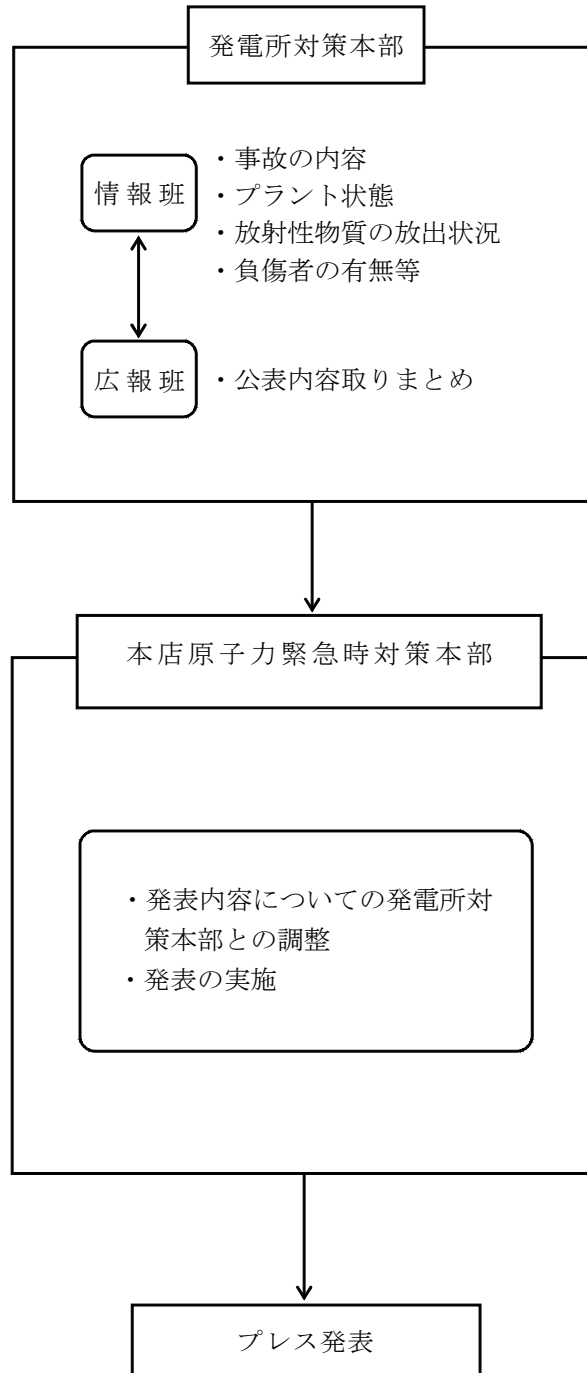 発電所対策本部
情報班
・事故の内容
・プラント状態
・放射性物質の放出状況
・負傷者の有無等
広報班
・公表内容取りまとめ
本店原子力緊急時対策本部
・発表内容についての発電所対
策本部との調整
・発表の実施
プレス発表